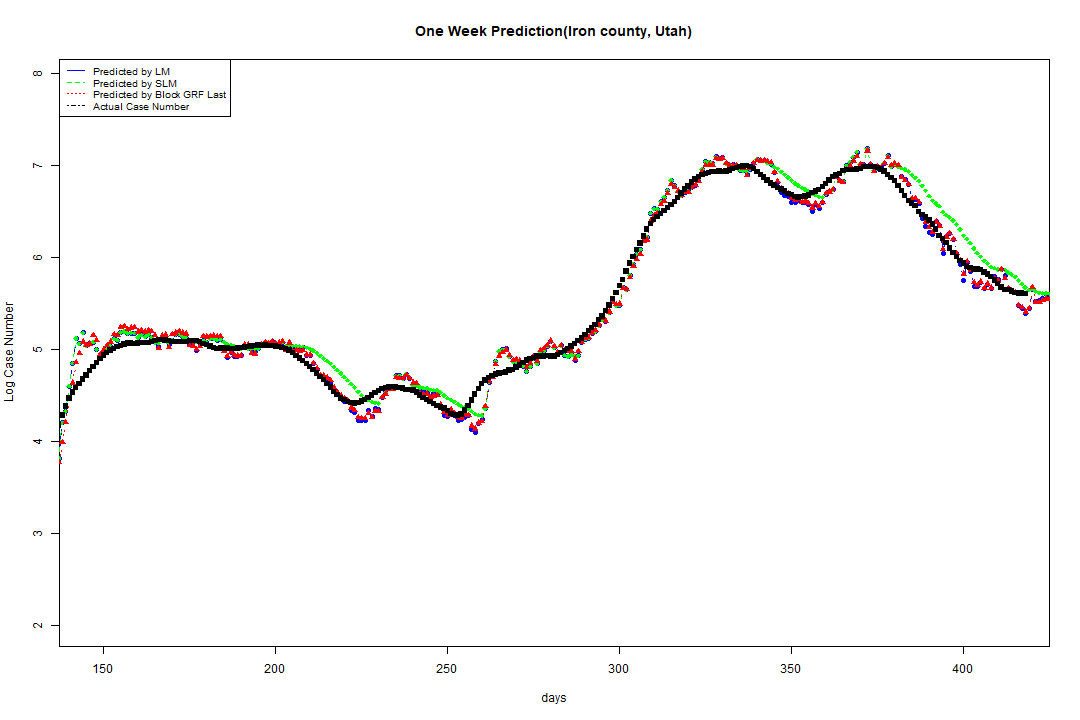 One Week Prediction(Iron county, Utah)
Predicted by LM
Predicted by SLM
Predicted by Block GRF Last
Actual Case Number
8
7
6
5
4
3
2
Log Case Number
150 200 250 300 350 400
days